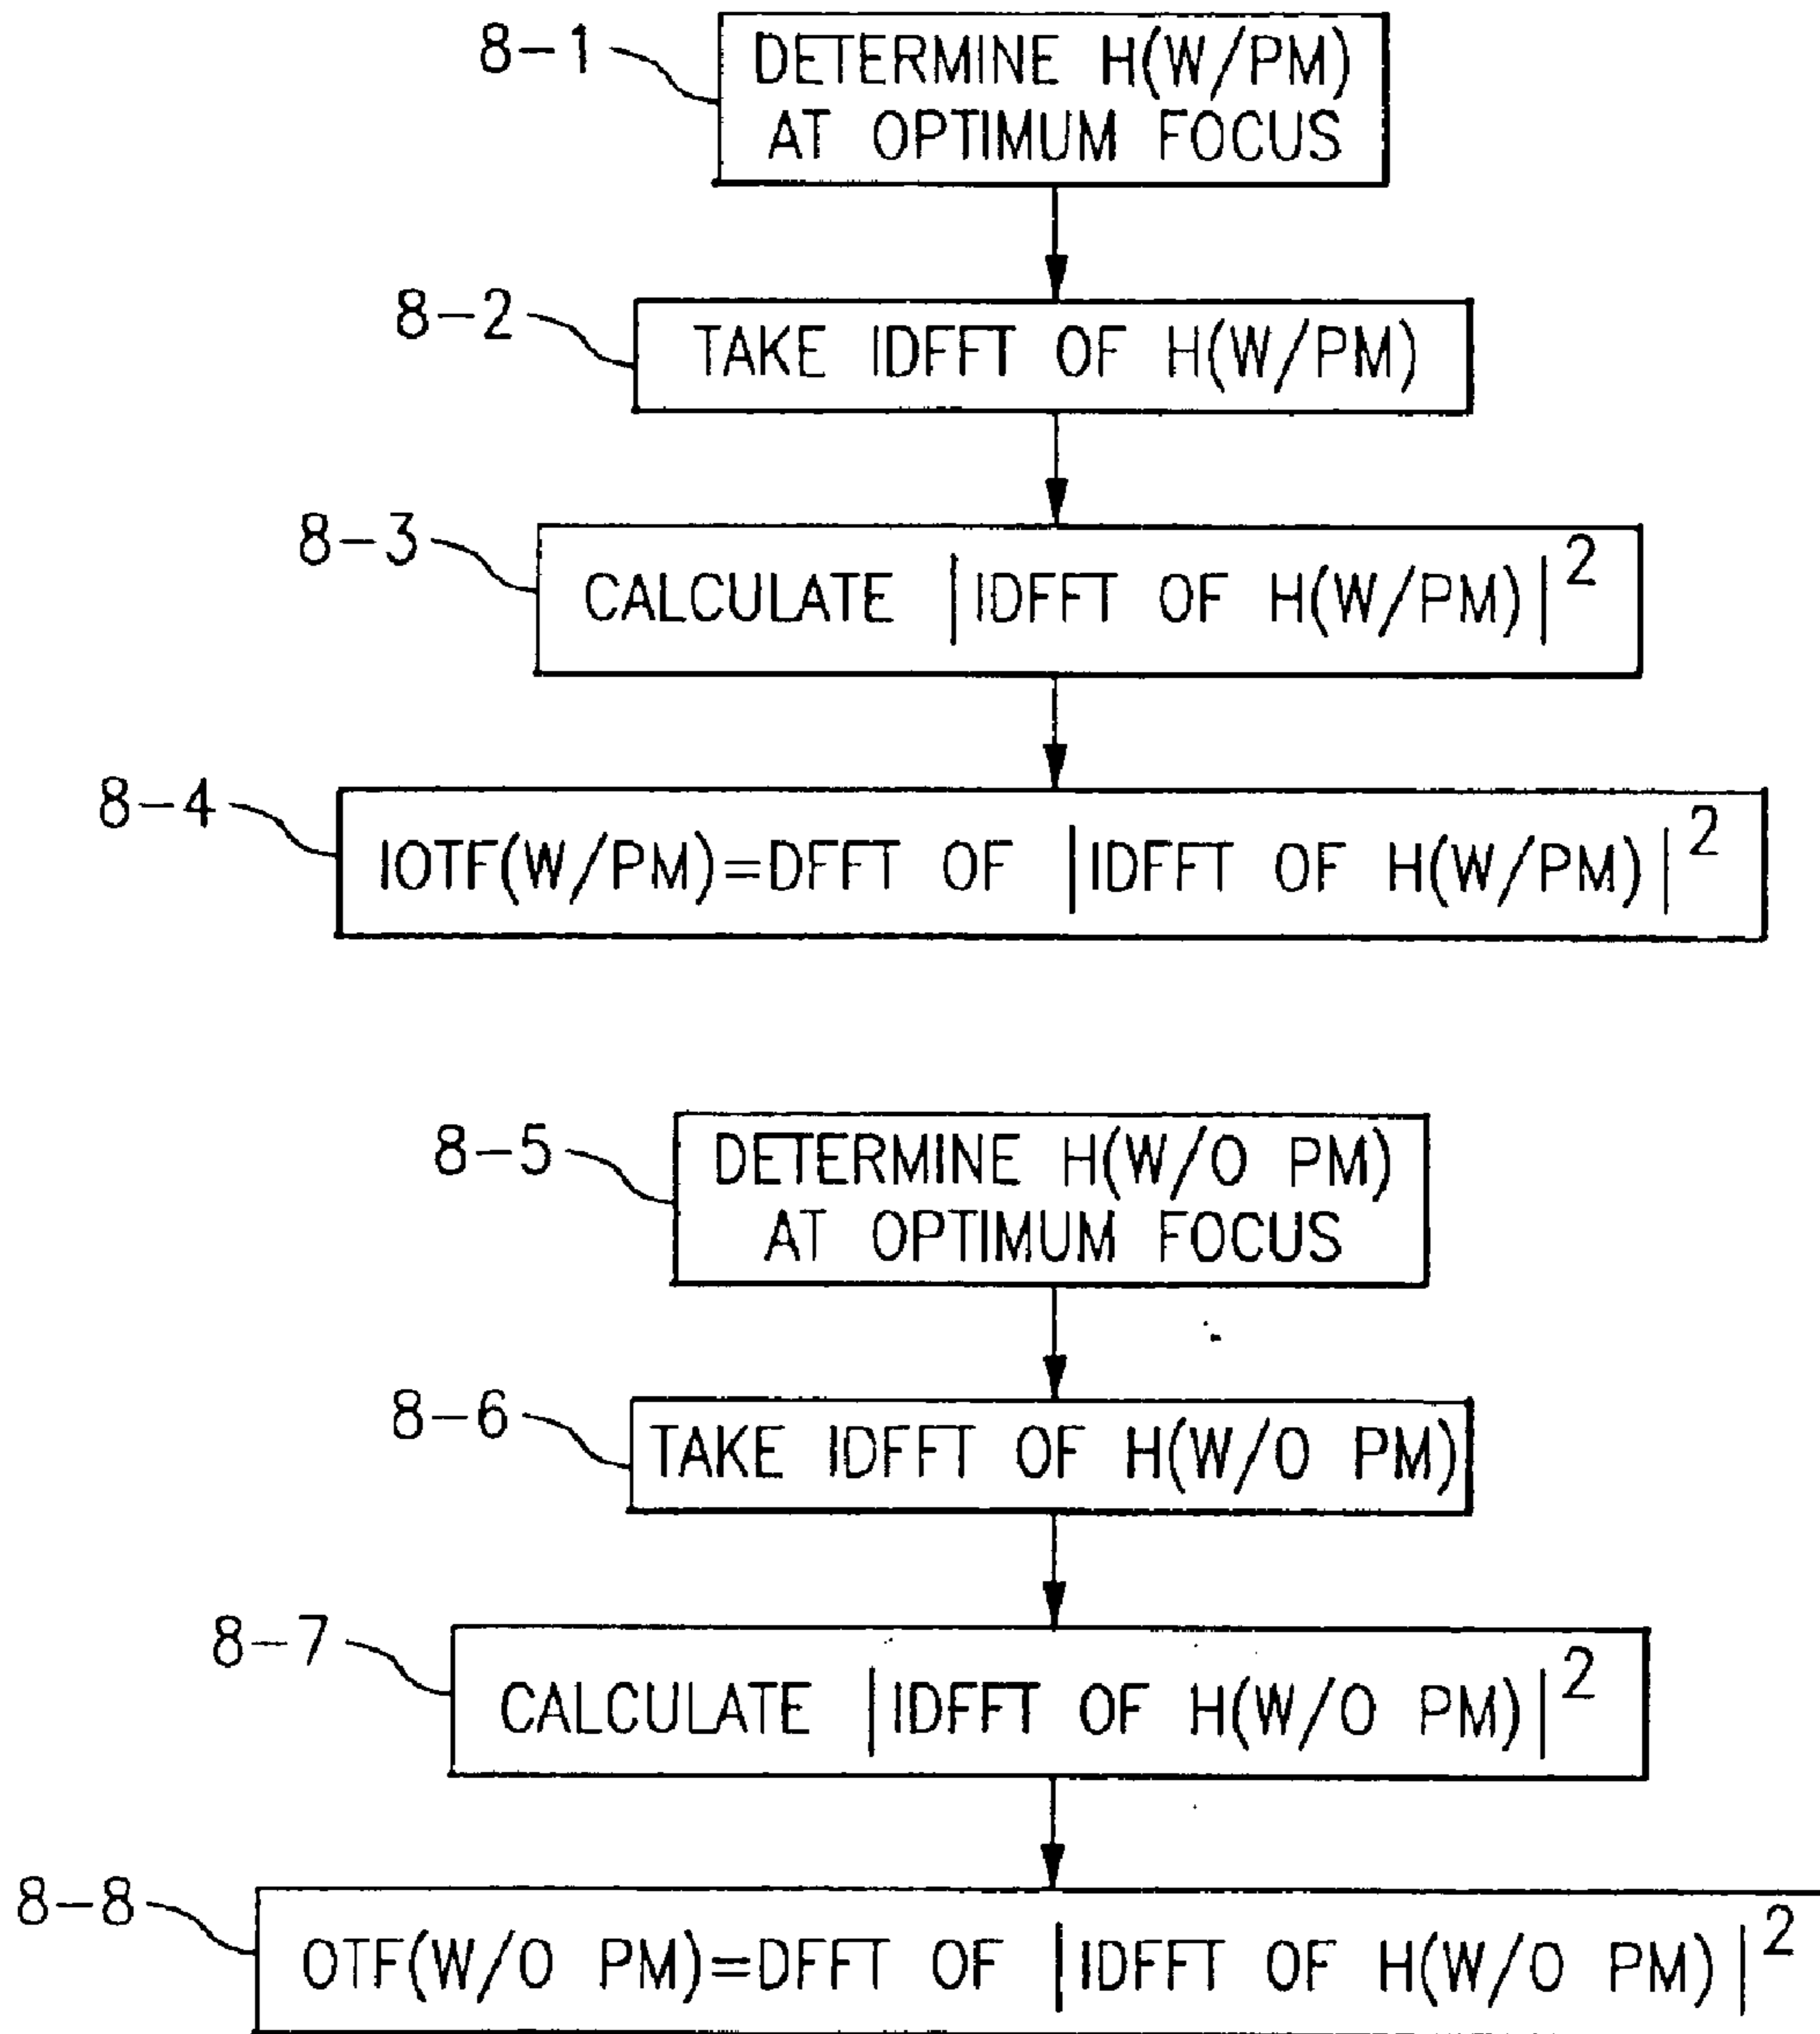 8-1
DETERMINE H(W/PM)
AT OPTIMUM FOCUS
8-2
TAKE IDFFT OF H(W/PM)
8-3
CALCULATE |IDFFT OF H(W/PM)|²
8-4
IOTF(W/PM)=DFFT OF |IDFFT OF H(W/PM)|²
8-5
DETERMINE H(W/O PM)
AT OPTIMUM FOCUS
8-6
TAKE IDFFT OF H(W/O PM)
8-7
CALCULATE |IDFFT OF H(W/O PM)|²
8-8
OTF(W/O PM)=DFFT OF |IDFFT OF H(W/O PM)|²